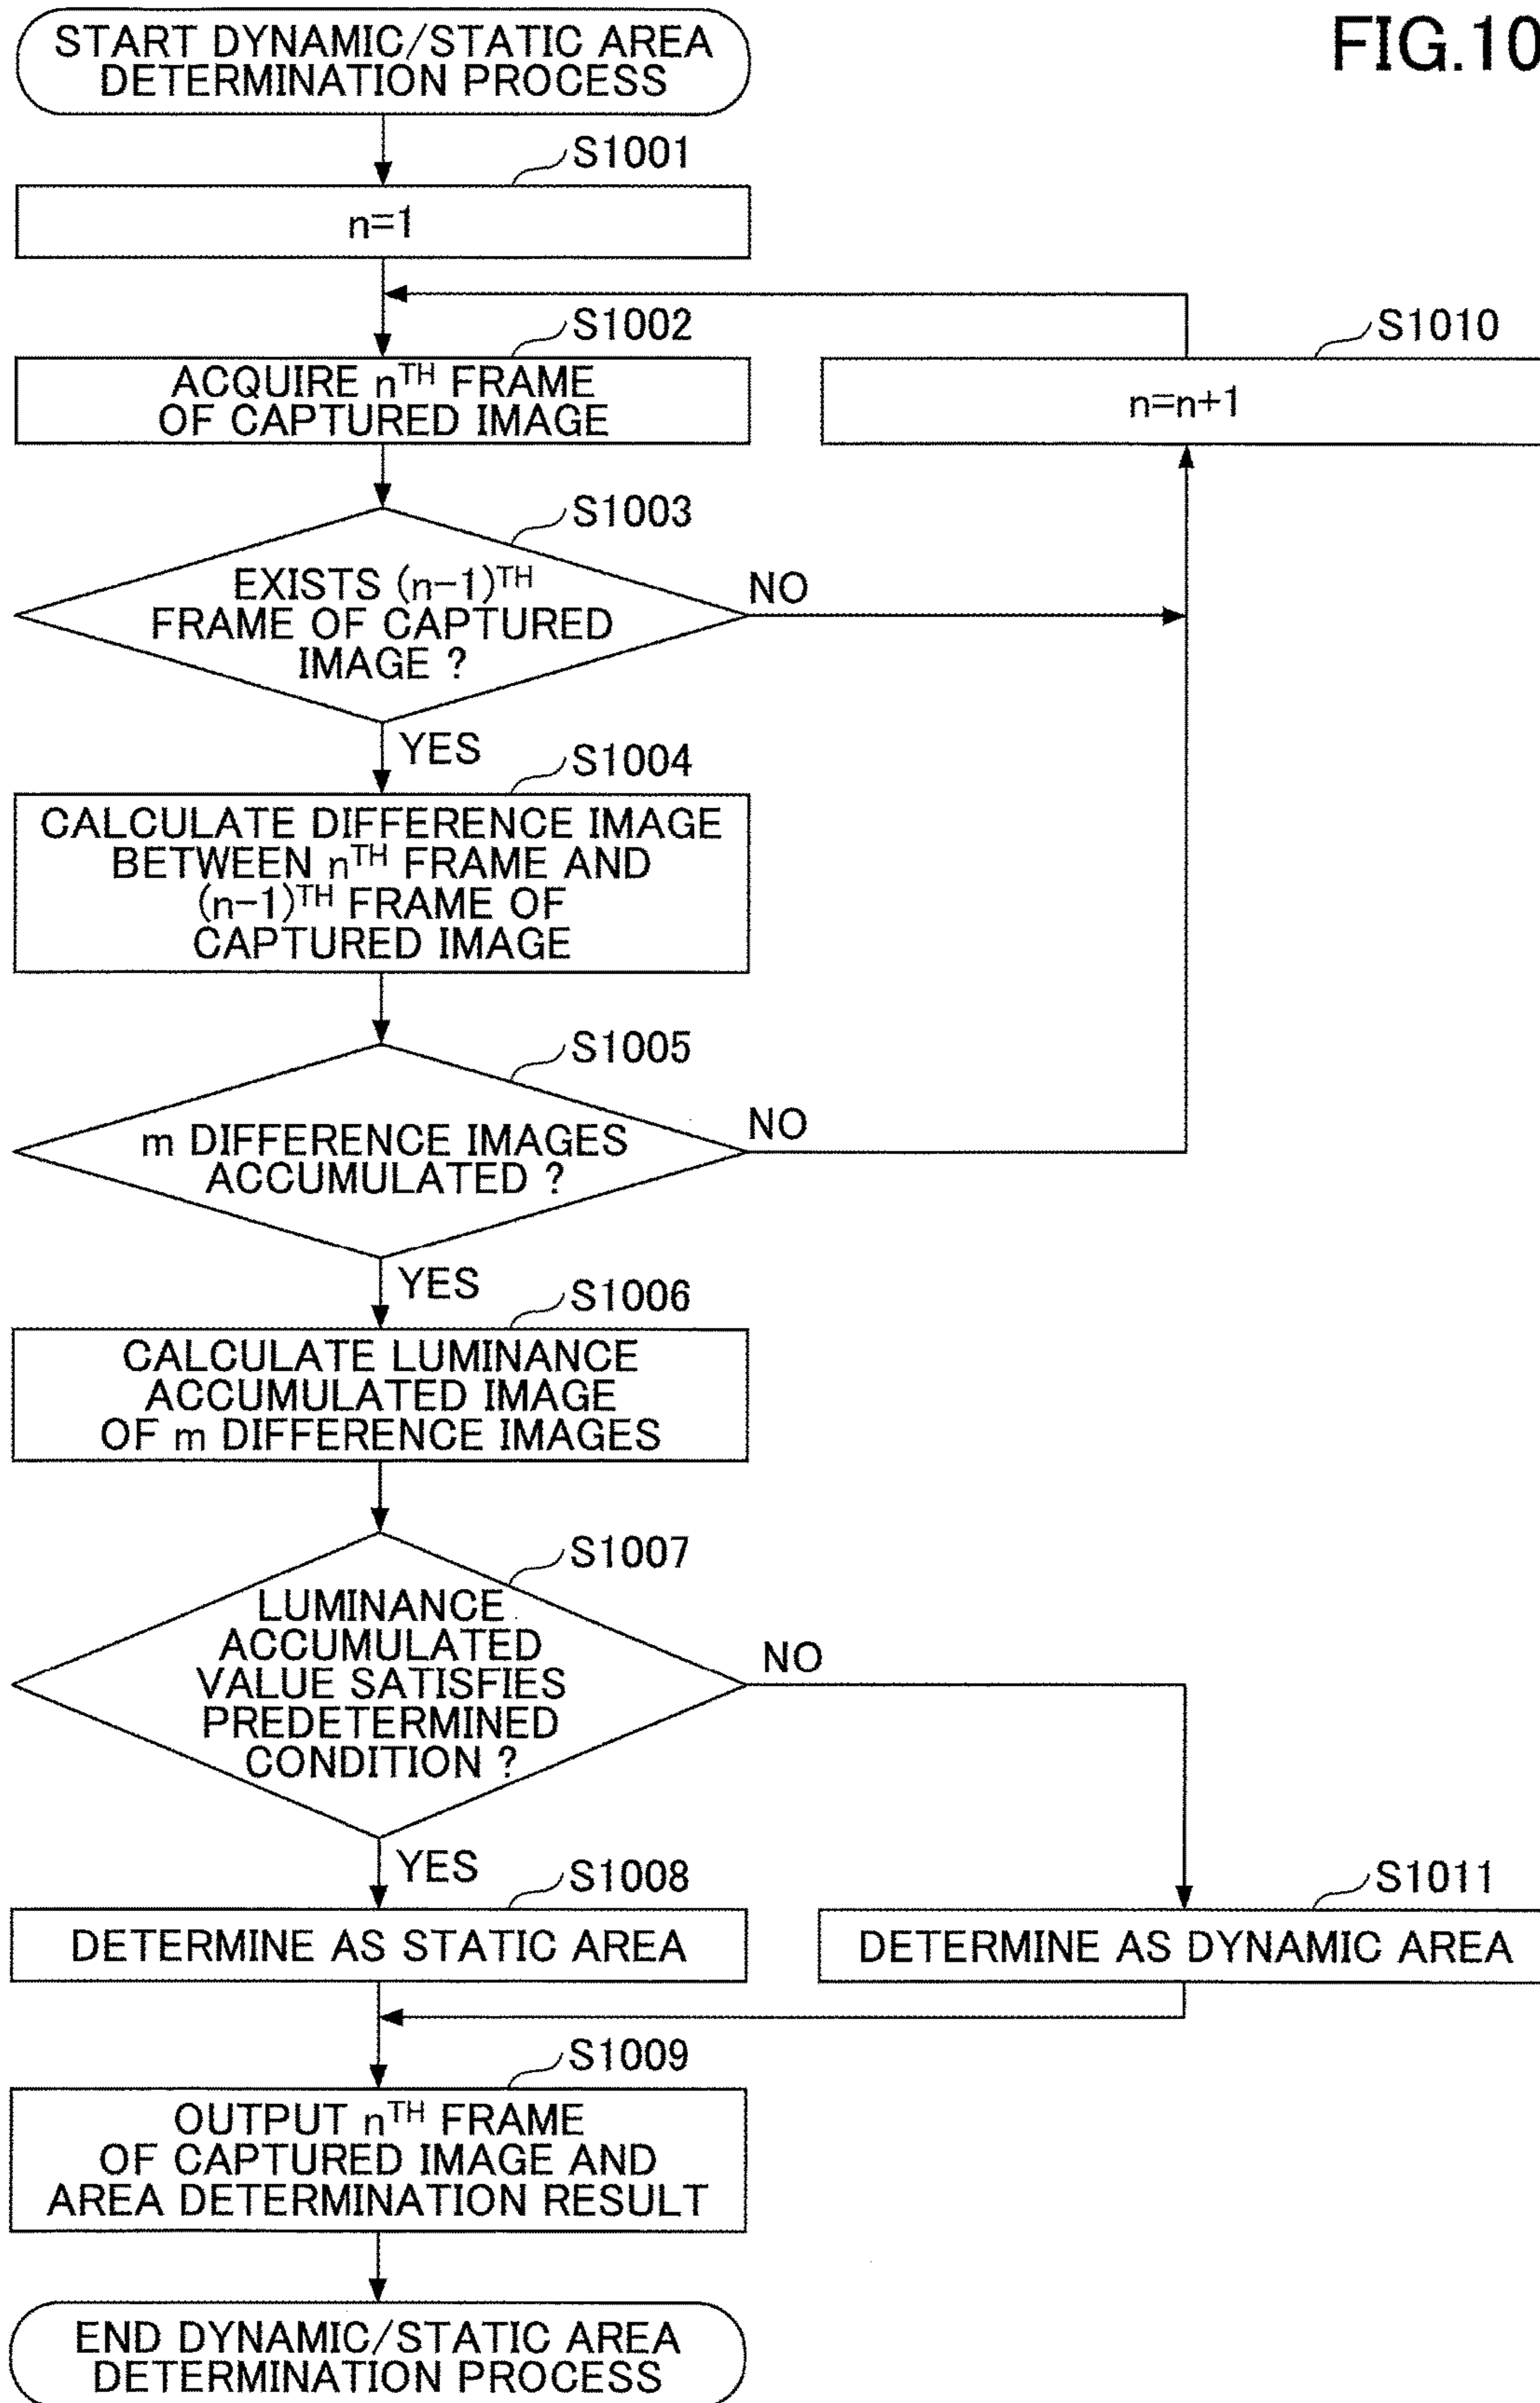 FIG.10
START DYNAMIC/STATIC AREA
DETERMINATION PROCESS
S1001
n=1
S1002
ACQUIRE nTH FRAME
OF CAPTURED IMAGE
S1010
n=n+1
S1003
EXISTS (n-1)TH
FRAME OF CAPTURED
IMAGE ?
NO
YES
S1004
CALCULATE DIFFERENCE IMAGE
BETWEEN nTH FRAME AND
(n-1)TH FRAME OF
CAPTURED IMAGE
S1005
m DIFFERENCE IMAGES
ACCUMULATED ?
NO
YES
S1006
CALCULATE LUMINANCE
ACCUMULATED IMAGE
OF m DIFFERENCE IMAGES
S1007
LUMINANCE
ACCUMULATED
VALUE SATISFIES
PREDETERMINED
CONDITION ?
NO
YES
S1008
DETERMINE AS STATIC AREA
S1011
DETERMINE AS DYNAMIC AREA
S1009
OUTPUT nTH FRAME
OF CAPTURED IMAGE AND
AREA DETERMINATION RESULT
END DYNAMIC/STATIC AREA
DETERMINATION PROCESS